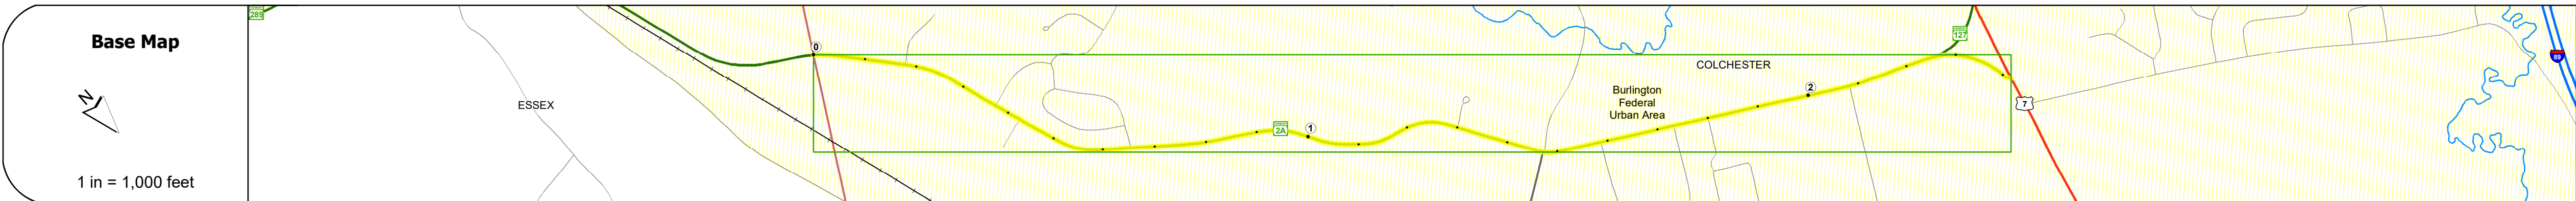 Base Map
N
1 in = 1,000 feet
289
ESSEX
0
2A
1
COLCHESTER
Burlington
Federal
Urban Area
2
127
7
89